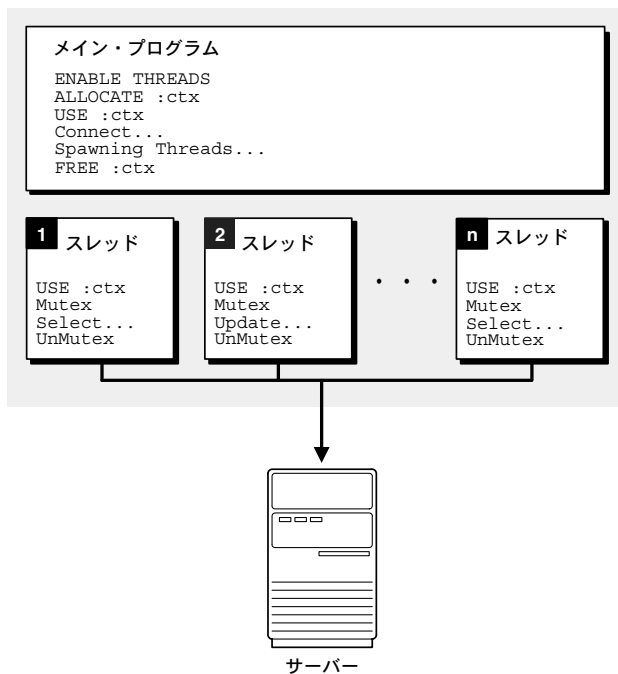 メイン・プログラム
ENABLE THREADS
ALLOCATE :ctx
USE :ctx
Connect...
Spawning Threads...
FREE :ctx
1 スレッド
USE :ctx
Mutex
Select...
UnMutex
2 スレッド
USE :ctx
Mutex
Update...
UnMutex
. . .
n スレッド
USE :ctx
Mutex
Select...
UnMutex
サーバー